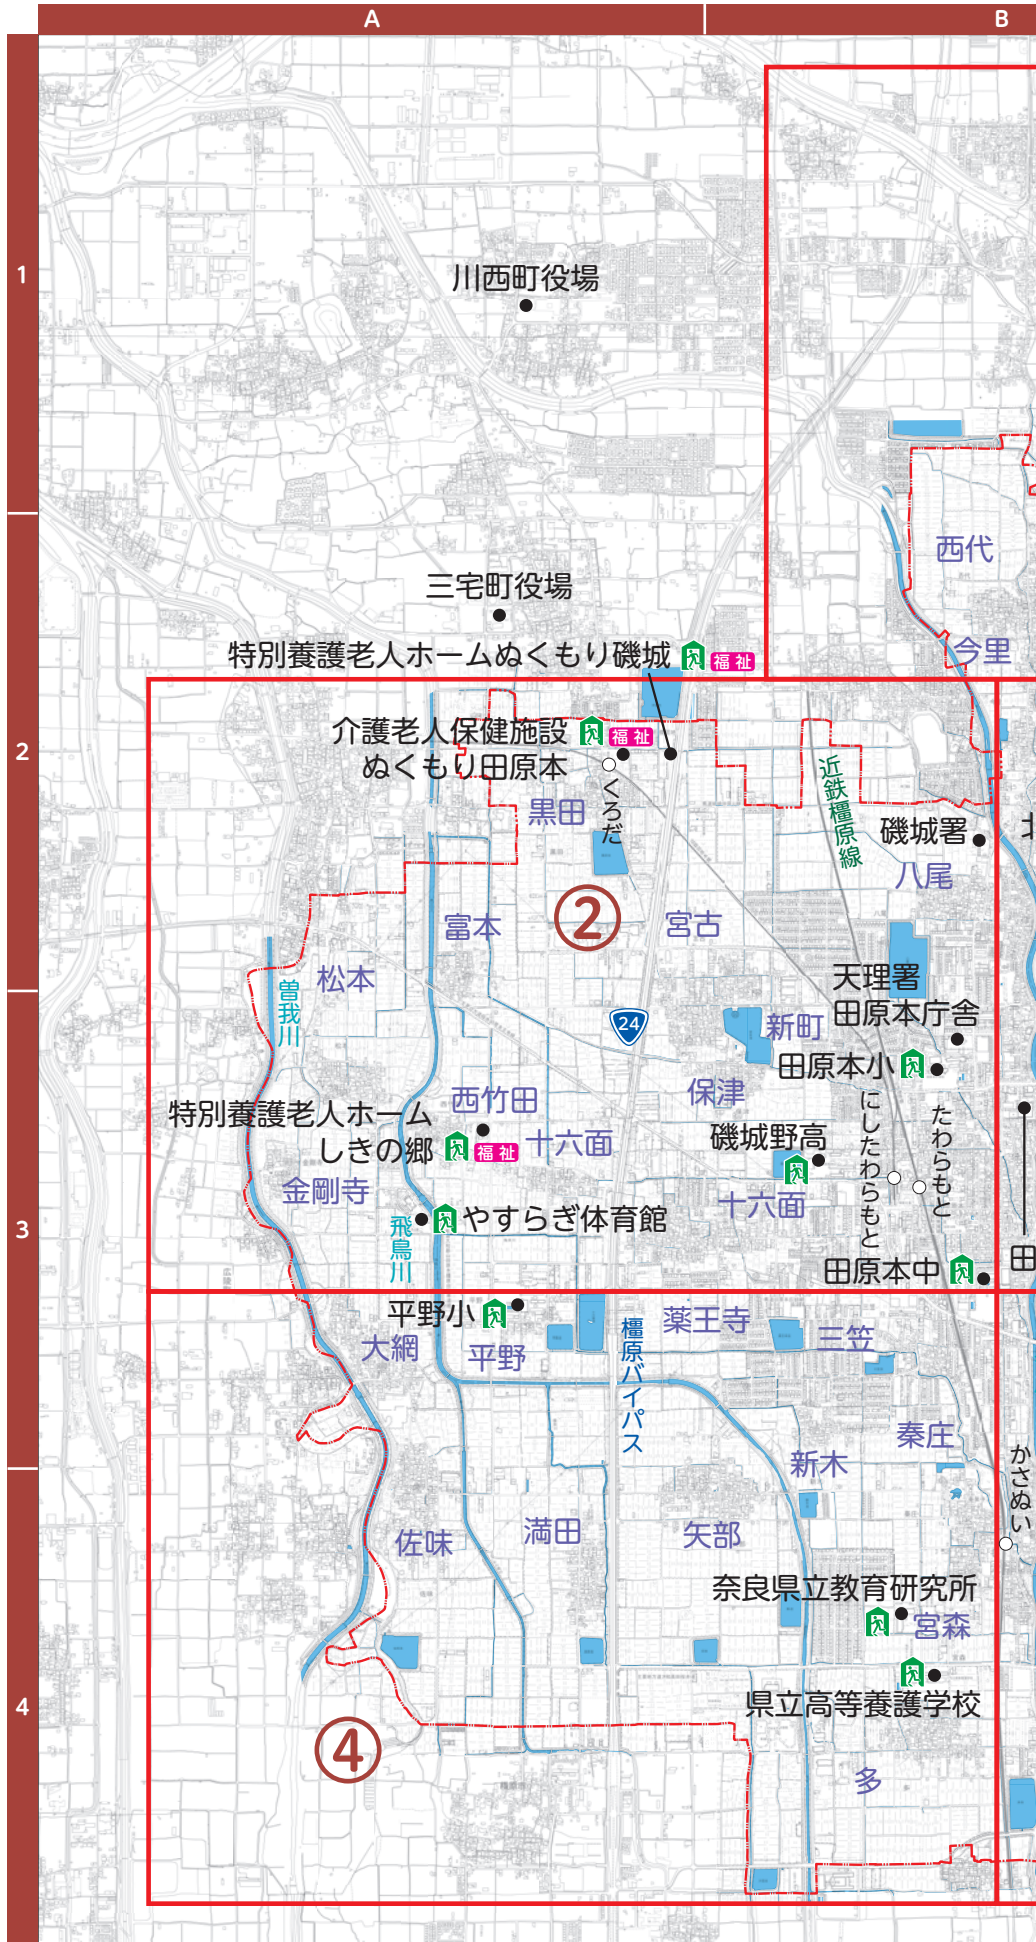 A
B
1
川西町役場
西代
三宅町役場
今里
特別養護老人ホームぬくもり磯城
福祉
2
介護老人保健施設
ぬくもり田原本
福祉
くろだ
黒田
近鉄橿原線
北
磯城署
八尾
②
富本
宮古
松本
曽我川
天理署
田原本庁舎
24
新町
田原本小
保津
西竹田
特別養護老人ホーム
しきの郷
福祉
十六面
磯城野高
にしたわらもと
たわらもと
金剛寺
十六面
3
飛鳥川
やすらぎ体育館
田
田原本中
平野小
大網
平野
橿原バイパス
薬王寺
三笠
秦庄
新木
かさぬい
佐味
満田
矢部
奈良県立教育研究所
宮森
県立高等養護学校
4
④
多